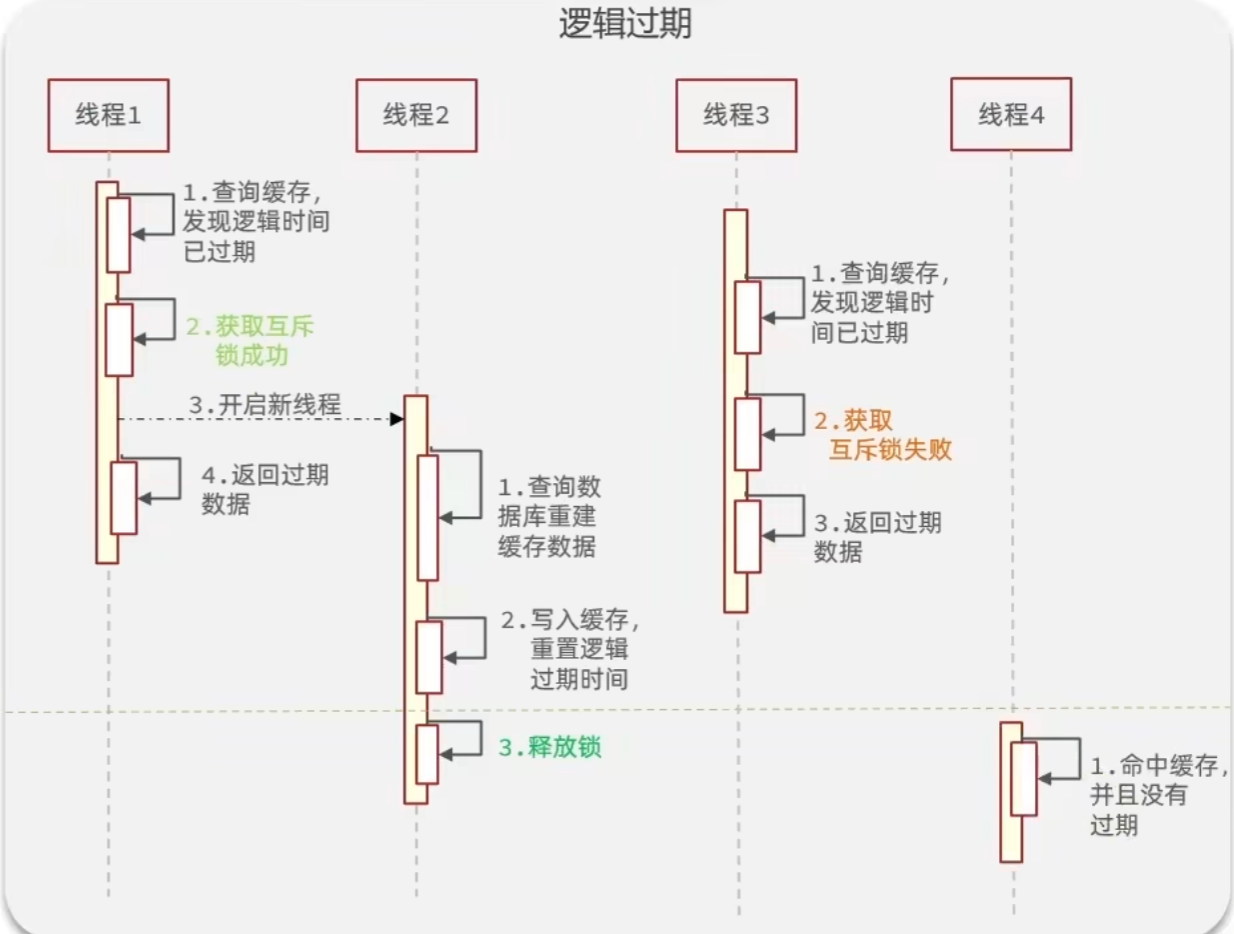 逻辑过期
线程1
线程2
线程3
线程4
1.查询缓存,
发现逻辑时间
已过期
2.获取互斥
锁成功
3.开启新线程
4.返回过期
数据
1.查询数
据库重建
缓存数据
2.写入缓存,
重置逻辑
过期时间
3.释放锁
1.查询缓存,
发现逻辑时
间已过期
2.获取
互斥锁失败
3.返回过期
数据
1.命中缓存,
并且没有
过期